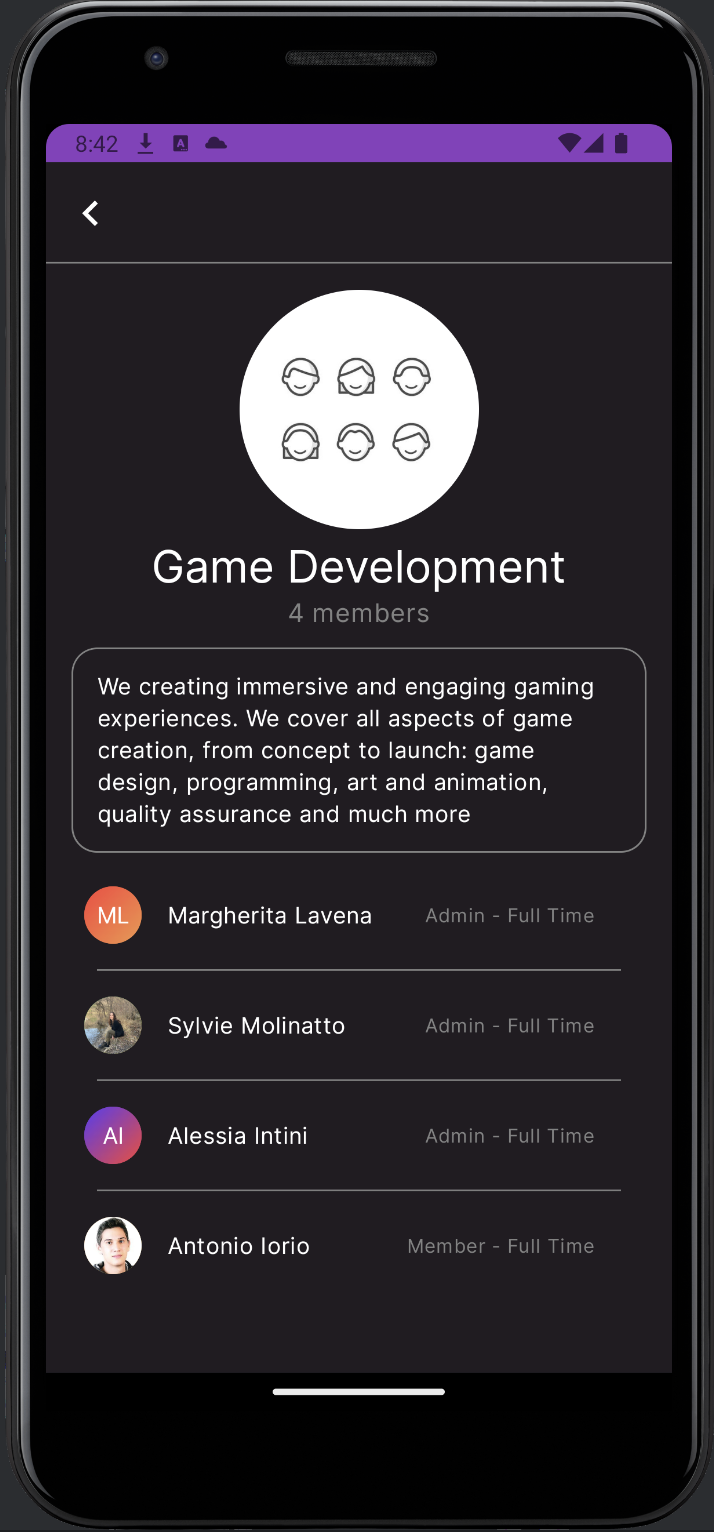 8:42
A
Game Development
4 members
We creating immersive and engaging gaming
experiences. We cover all aspects of game
creation, from concept to launch: game
design, programming, art and animation,
quality assurance and much more
ML Margherita Lavena Admin - Full Time
Sylvie Molinatto Admin - Full Time
AI Alessia Intini Admin - Full Time
Antonio Iorio Member - Full Time